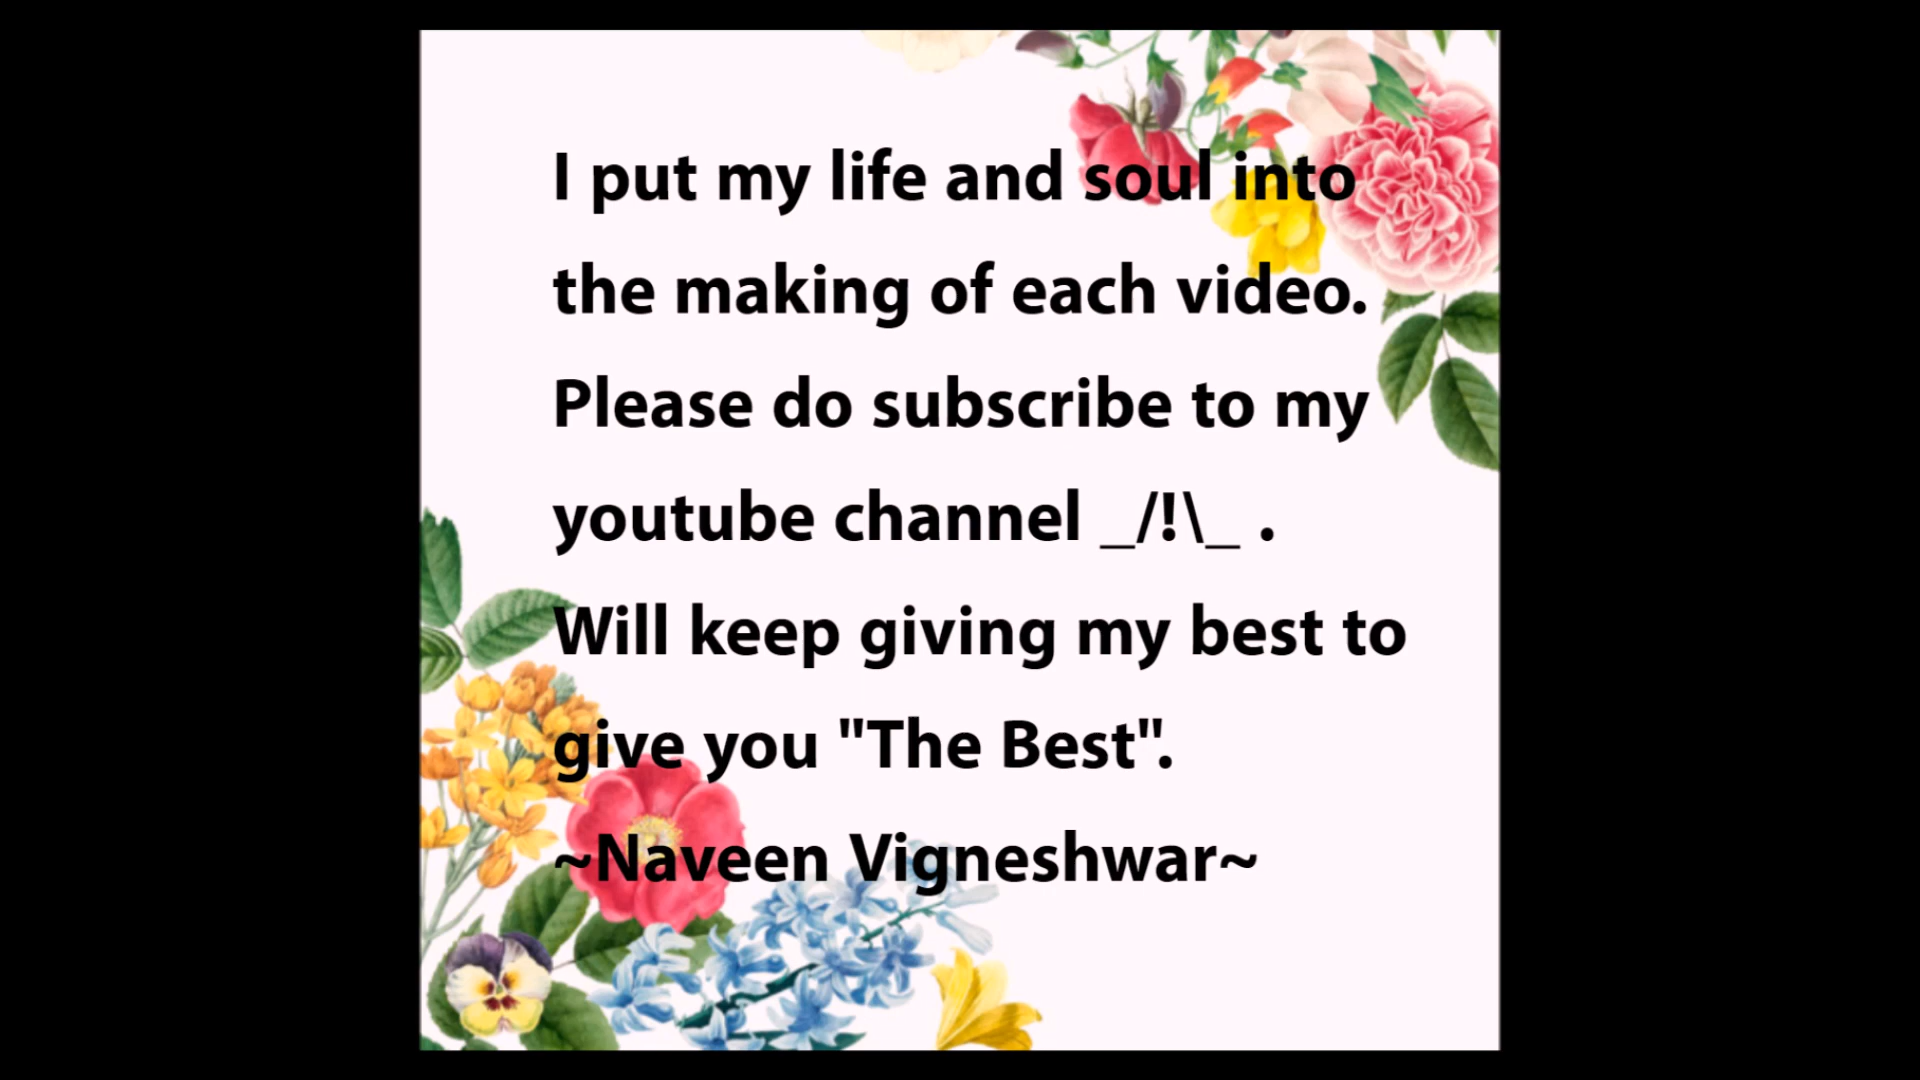 I put my life and soul into
the making of each video.
Please do subscribe to my
youtube channel _/!\_ .
Will keep giving my best to
give you "The Best".
~Naveen Vigneshwar~